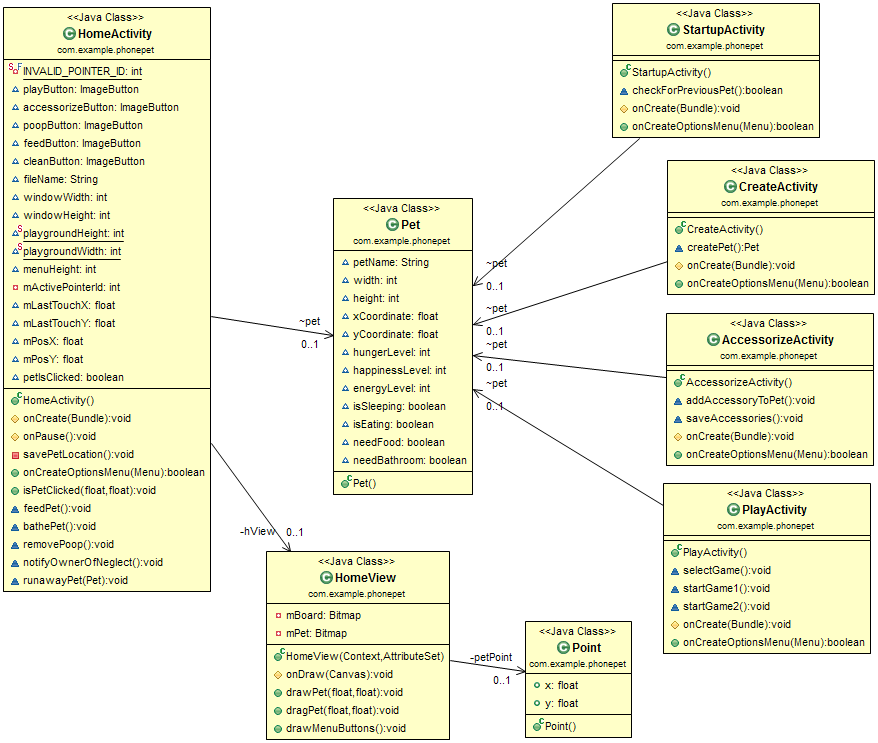 <<Java Class>>
HomeActivity
com.example.phonepet
INVALID_POINTER_ID: int
playButton: ImageButton
accessorizeButton: ImageButton
poopButton: ImageButton
feedButton: ImageButton
cleanButton: ImageButton
fileName: String
windowWidth: int
windowHeight: int
playgroundHeight: int
playgroundWidth: int
menuHeight: int
mActivePointerId: int
mLastTouchX: float
mLastTouchY: float
mPosX: float
mPosY: float
petIsClicked: boolean
HomeActivity()
onCreate(Bundle):void
onPause():void
savePetLocation():void
onCreateOptionsMenu(Menu):boolean
isPetClicked(float,float):void
feedPet():void
bathePet():void
removePoop():void
notifyOwnerOfNeglect():void
runawayPet(Pet):void
~pet
0..1
-hView
0..1
<<Java Class>>
Pet
com.example.phonepet
petName: String
width: int
height: int
xCoordinate: float
yCoordinate: float
hungerLevel: int
happinessLevel: int
energyLevel: int
isSleeping: boolean
isEating: boolean
needFood: boolean
needBathroom: boolean
Pet()
~pet
0..1
~pet
0..1
~pet
0..1
~pet
0..1
<<Java Class>>
StartupActivity
com.example.phonepet
StartupActivity()
checkForPreviousPet():boolean
onCreate(Bundle):void
onCreateOptionsMenu(Menu):boolean
<<Java Class>>
CreateActivity
com.example.phonepet
CreateActivity()
createPet():Pet
onCreate(Bundle):void
onCreateOptionsMenu(Menu):boolean
<<Java Class>>
AccessorizeActivity
com.example.phonepet
AccessorizeActivity()
addAccessoryToPet():void
saveAccessories():void
onCreate(Bundle):void
onCreateOptionsMenu(Menu):boolean
<<Java Class>>
PlayActivity
com.example.phonepet
PlayActivity()
selectGame():void
startGame1():void
startGame2():void
onCreate(Bundle):void
onCreateOptionsMenu(Menu):boolean
<<Java Class>>
HomeView
com.example.phonepet
mBoard: Bitmap
mPet: Bitmap
HomeView(Context,AttributeSet)
onDraw(Canvas):void
drawPet(float,float):void
dragPet(float,float):void
drawMenuButtons():void
-petPoint
0..1
<<Java Class>>
Point
com.example.phonepet
x: float
y: float
Point()